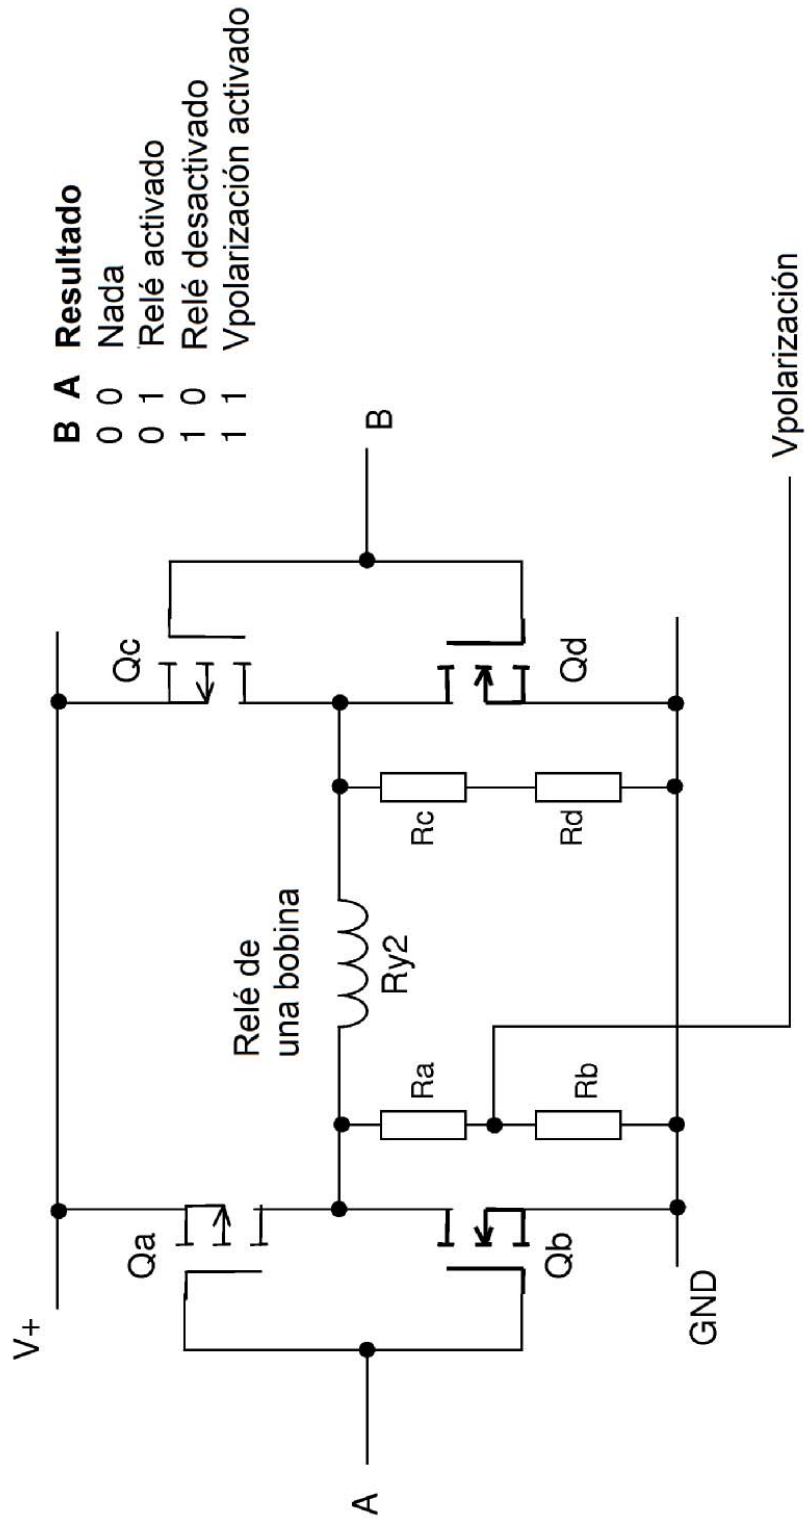 B A Resultado
0 0 Nada
0 1 Relé activado
1 0 Relé desactivado
1 1 Vpolarización activado
V+
Qa
Qc
Relé de
una bobina
Ry2
A
B
Ra
Rc
Qb
Rb
Rd
Qd
GND
Vpolarización